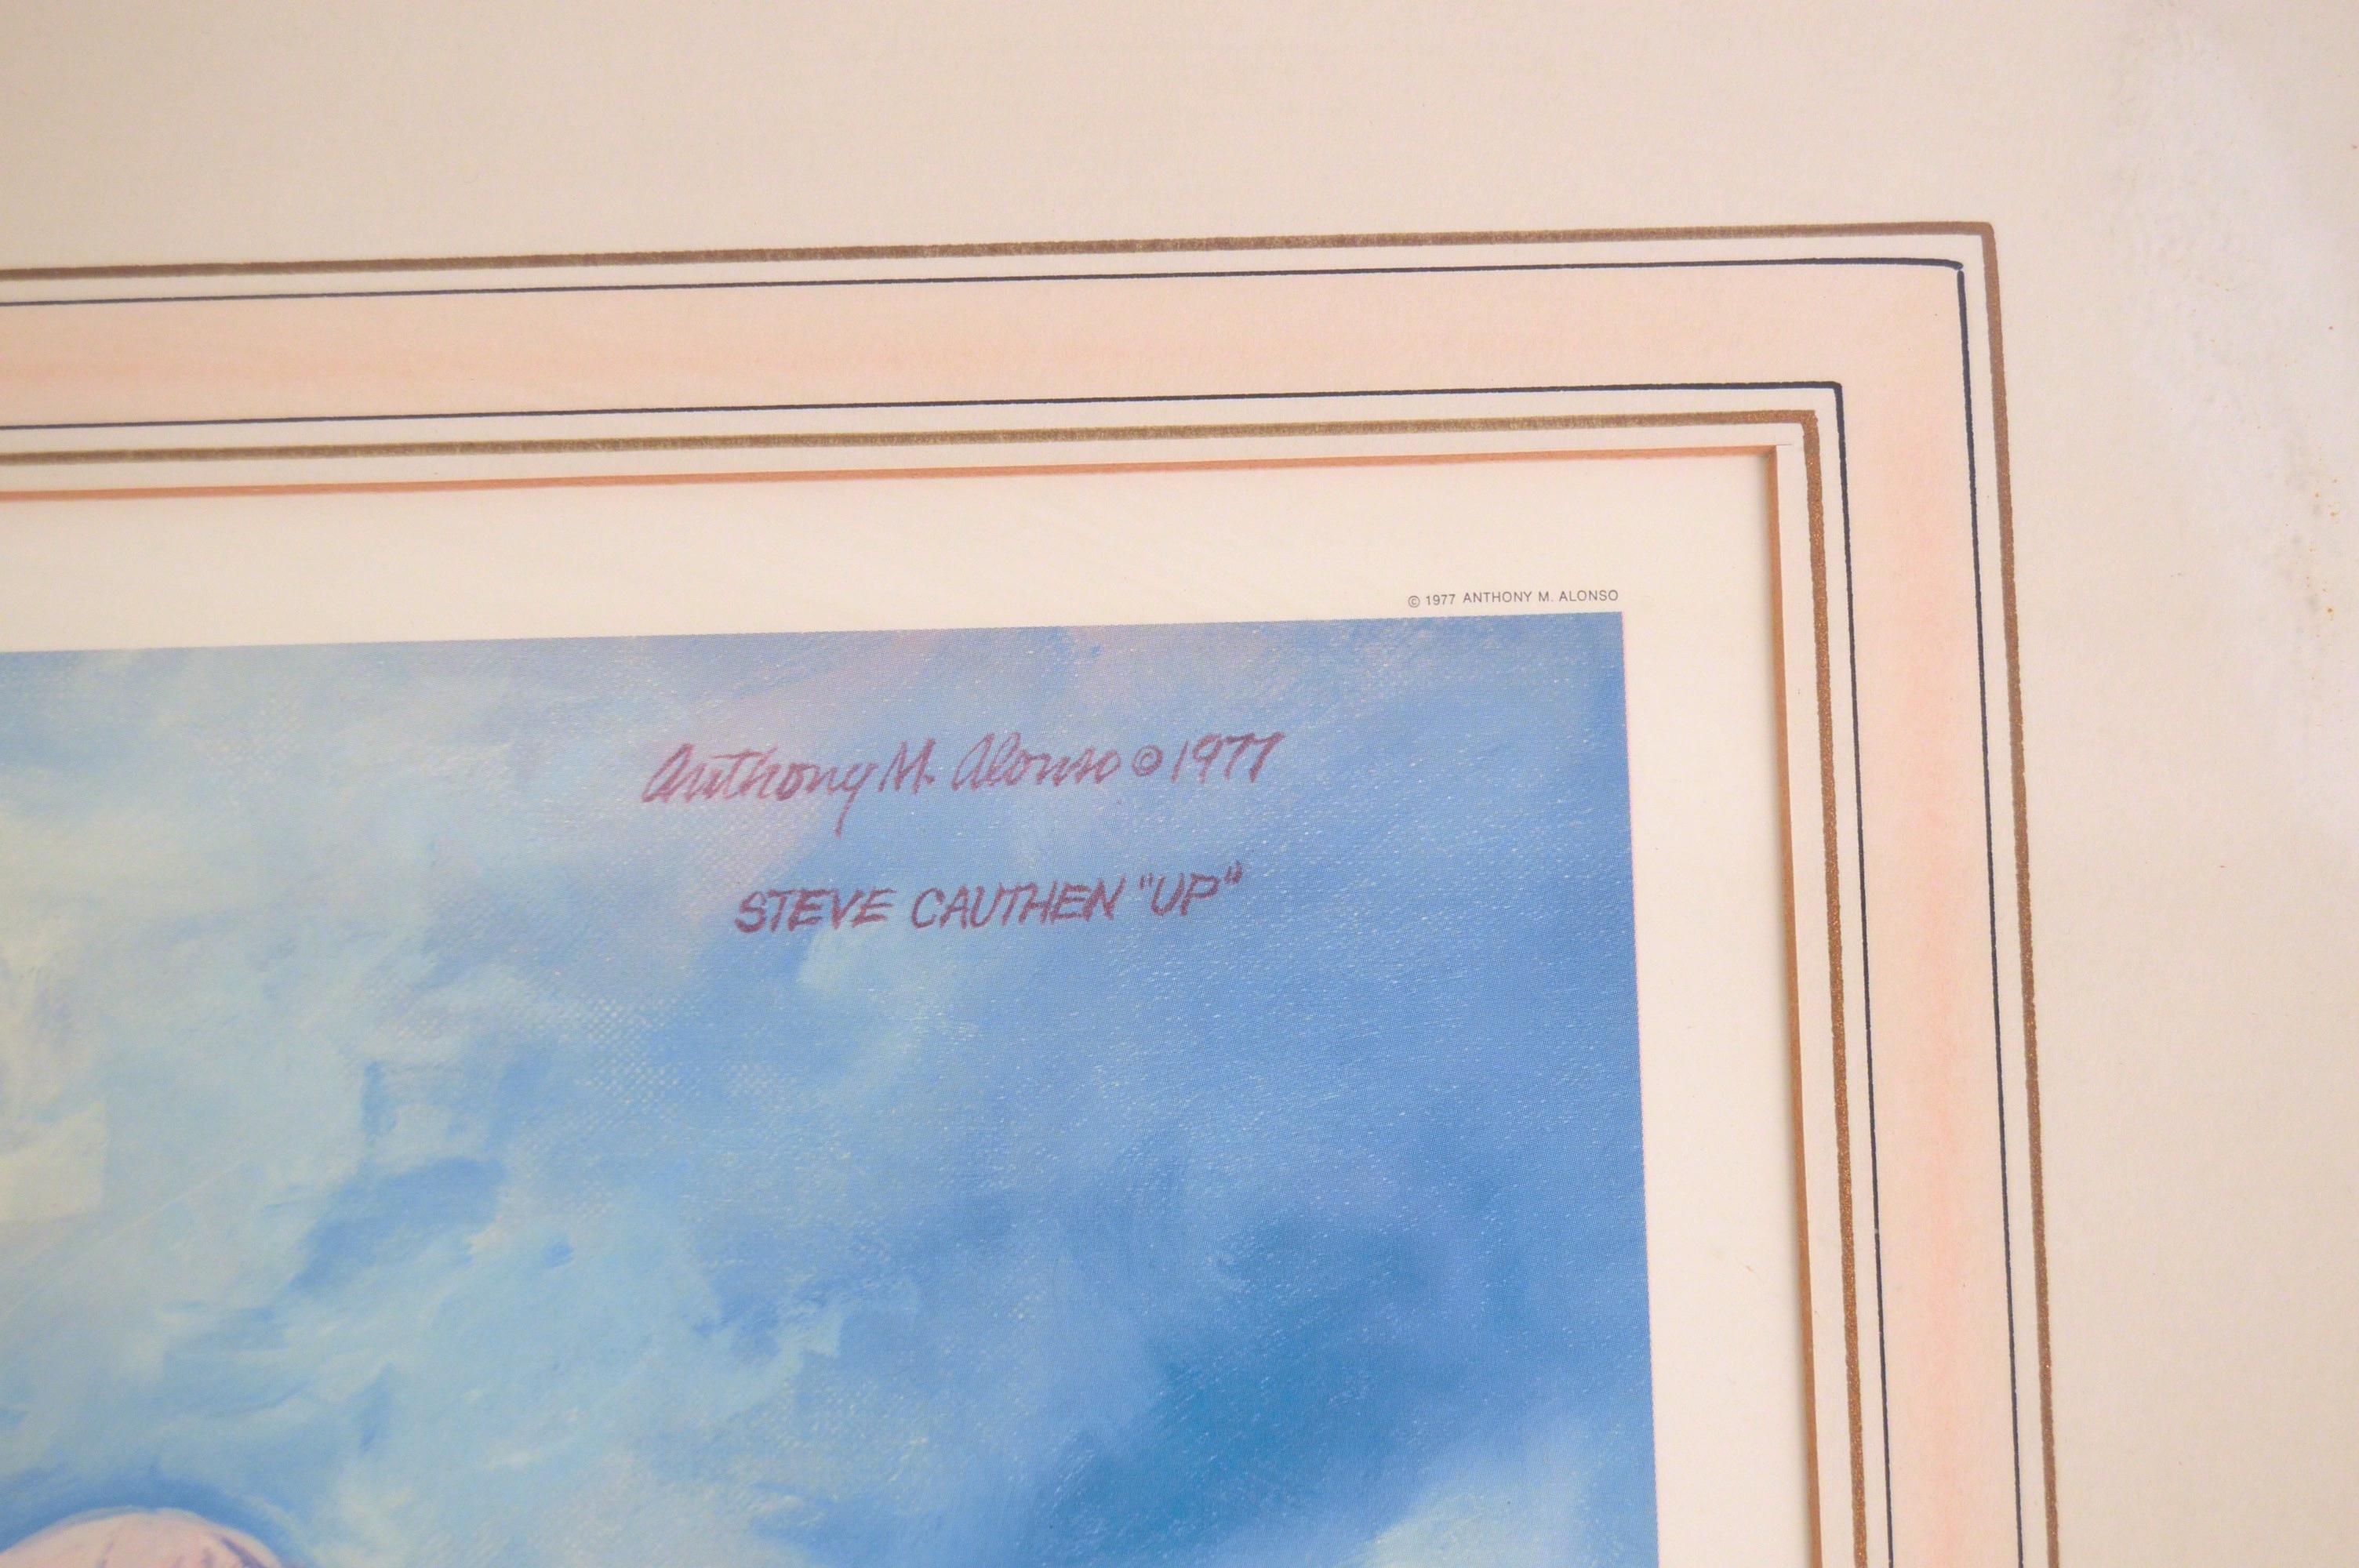 © 1977 ANTHONY M. ALONSO
Anthony M. Alonso © 1977
STEVE CAUTHEN "UP"